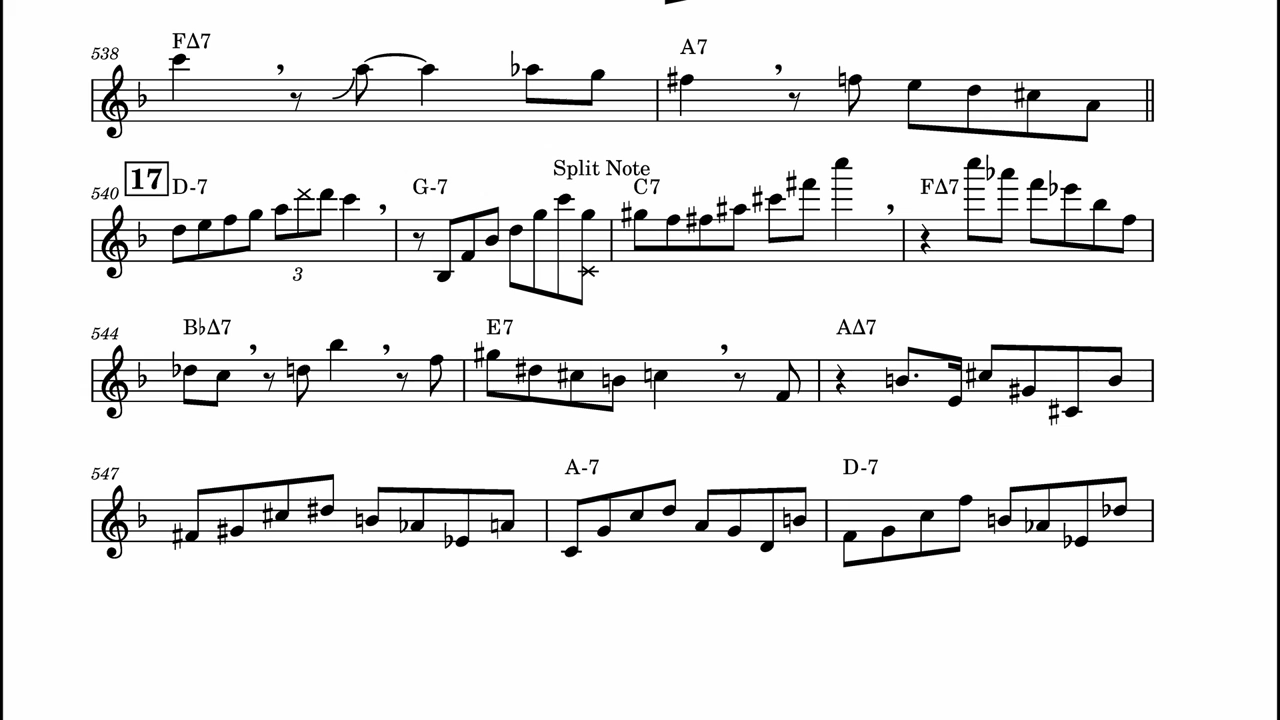 538 FΔ7 A7
Split Note
540 17 D-7 G-7 C7 FΔ7
3
544 B♭Δ7 E7 AΔ7
547 A-7 D-7